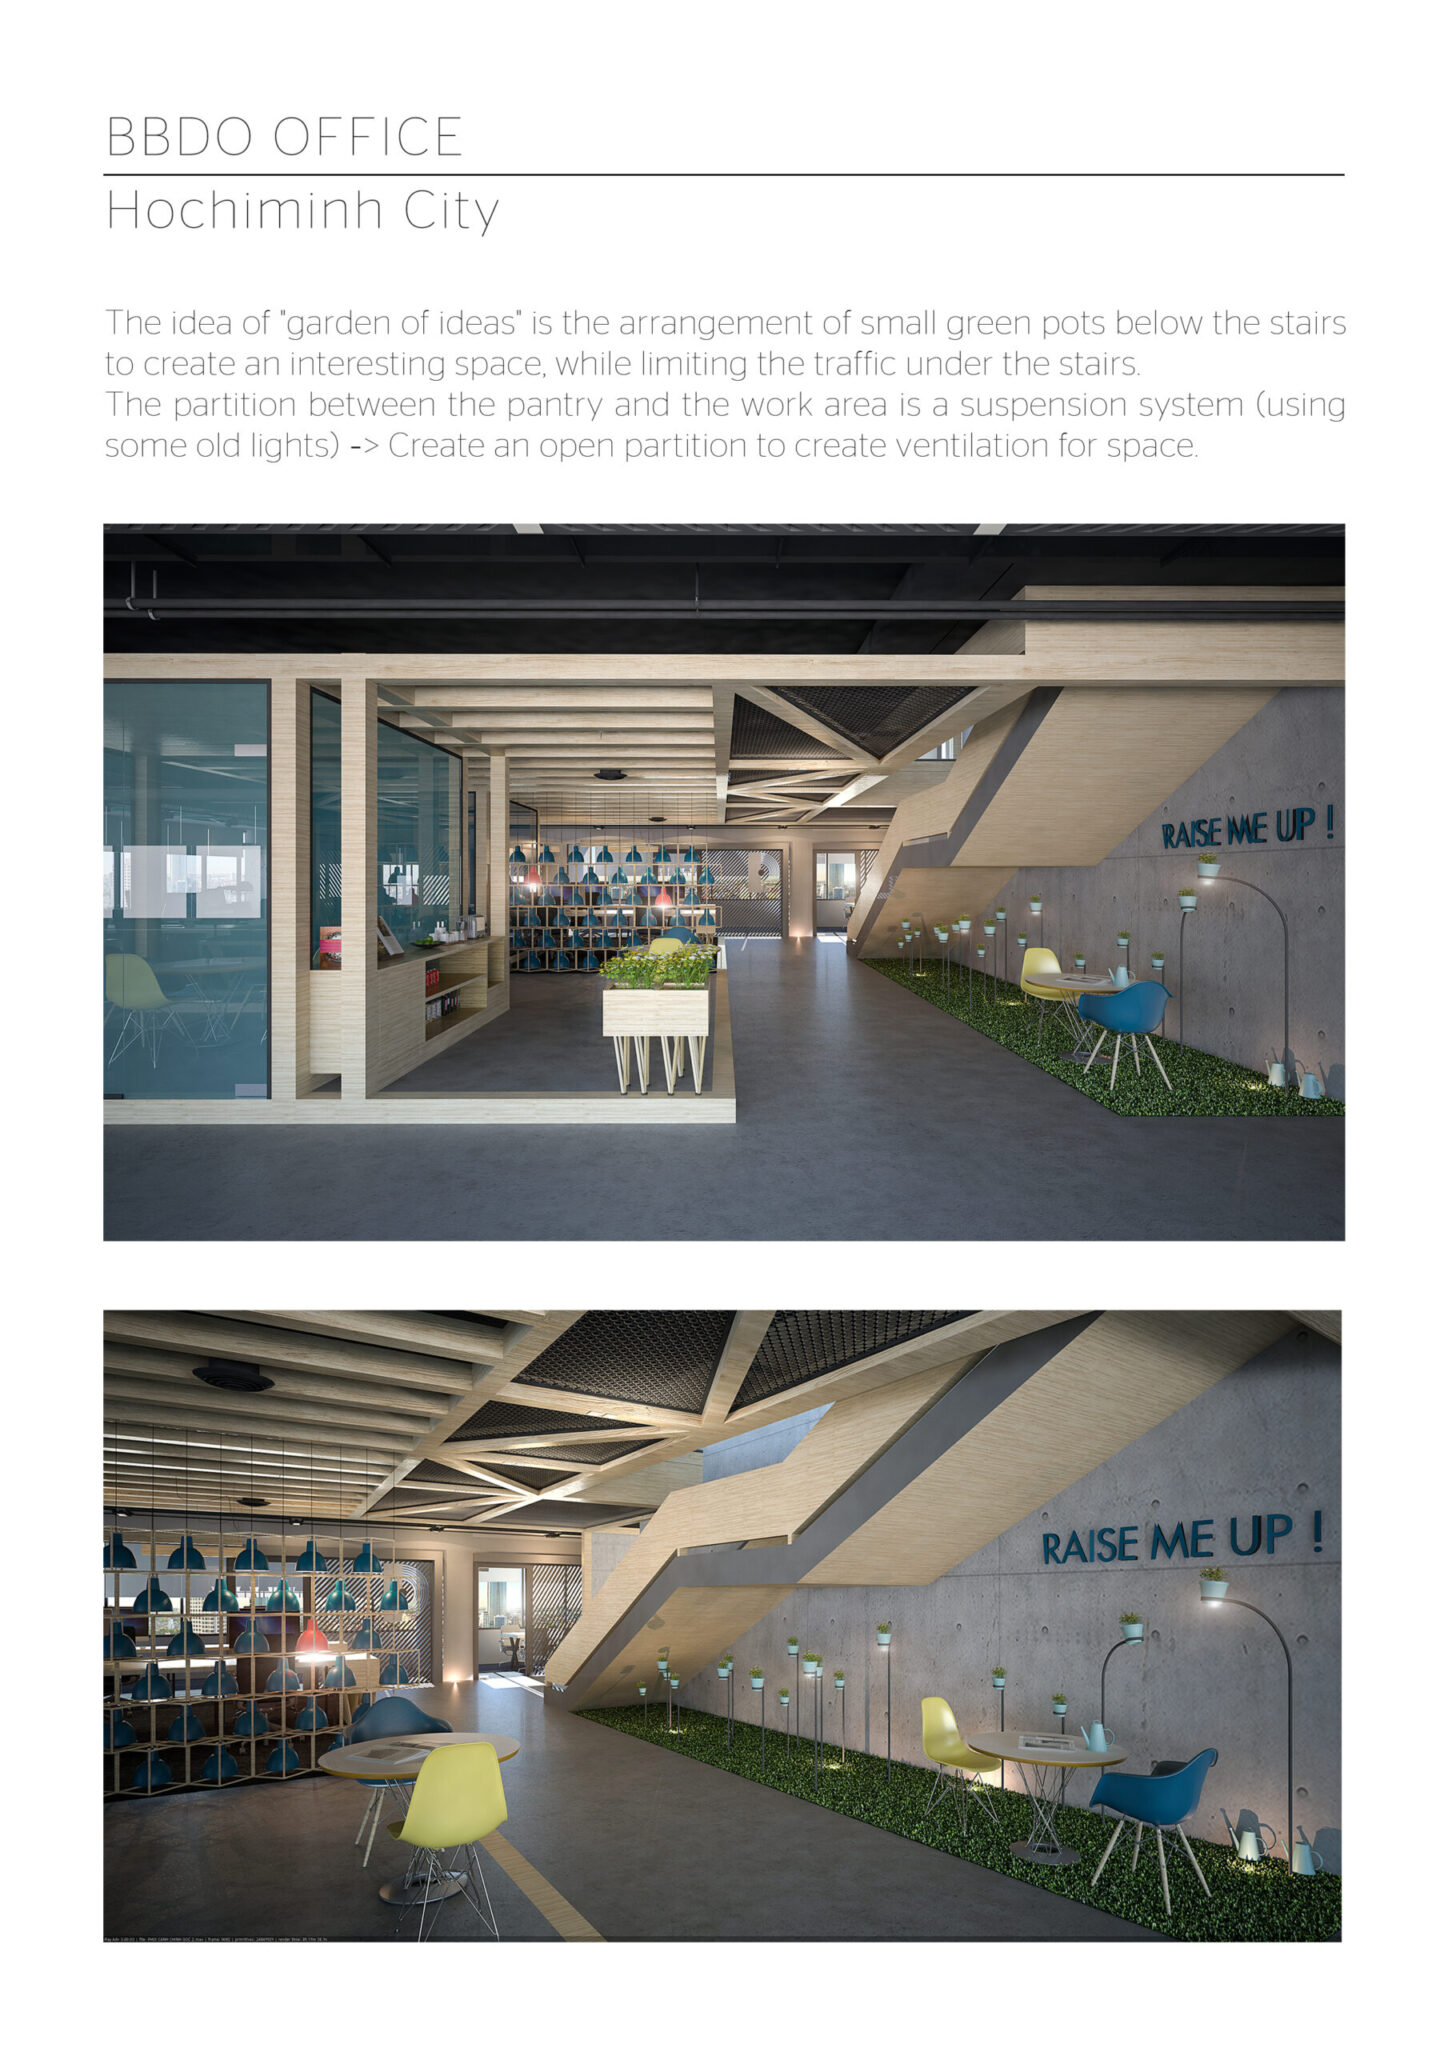 BBDO OFFICE
Hochiminh City
The idea of "garden of ideas" is the arrangement of small green pots below the stairs
to create an interesting space, while limiting the traffic under the stairs.
The partition between the pantry and the work area is a suspension system (using
some old lights) -> Create an open partition to create ventilation for space.
RAISE ME UP !
RAISE ME UP !